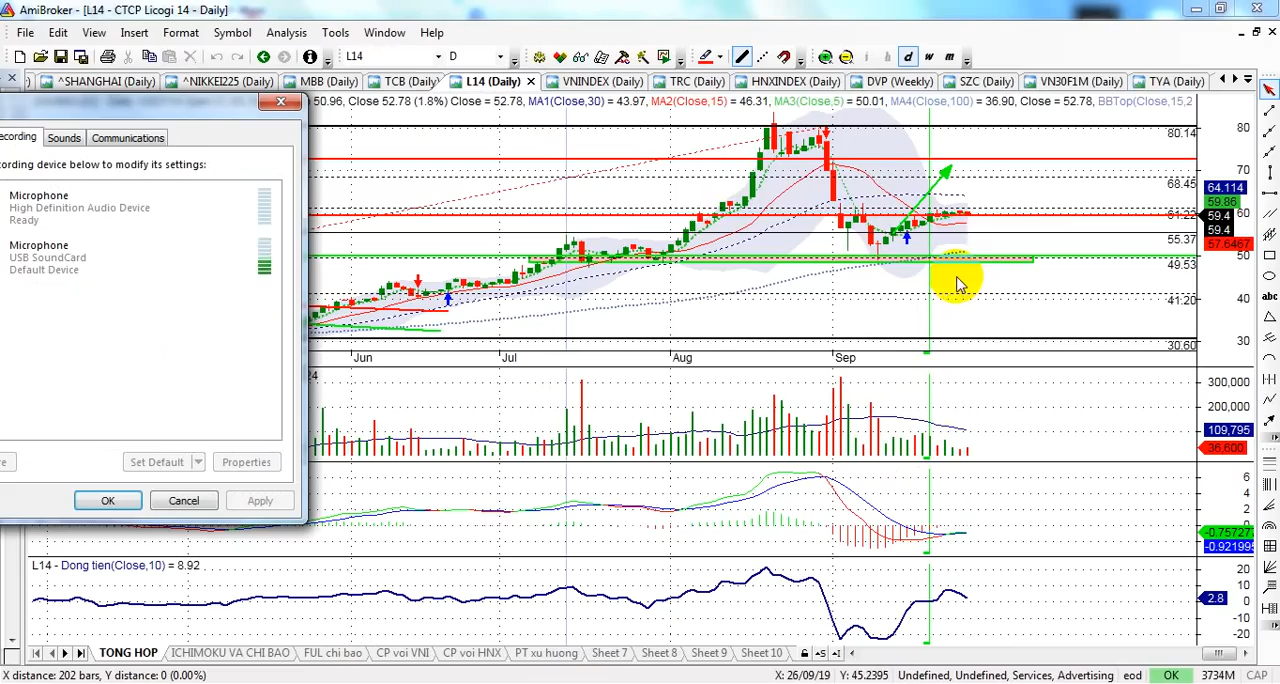 AmiBroker - [L14 - CTCP Licogi 14 - Daily]
File Edit View Insert Format Symbol Analysis Tools Window Help
L14 D i h d w m
^SHANGHAI (Daily) ^NIKKEI225 (Daily) MBB (Daily) TCB (Daily) L14 (Daily) VNINDEX (Daily) TRC (Daily) HNXINDEX (Daily) DVP (Weekly) SZC (Daily) VN30F1M (Daily) TYA (Daily)
50.96, Close 52.78 (1.8%) Close = 52.78, MA1(Close,30) = 43.97, MA2(Close,15) = 46.31, MA3(Close,5) = 50.01, MA4(Close,100) = 36.90, Close = 52.78, BBTop(Close,15,2
ecording Sounds Communications
cording device below to modify its settings:
Microphone
High Definition Audio Device
Ready
Microphone
USB SoundCard
Default Device
Set Default Properties
OK Cancel Apply
80.14
68.45
61.22
55.37
49.53
41.20
30.60
80
70
60
50
40
30
64.114
59.86
59.4
59.4
57.6467
Jun Jul Aug Sep
24
300,000
200,000
109,795
36,600
6
4
2
0
-0.75727
-0.921995
L14 - Dong tien(Close,10) = 8.92
20
10
2.8
0
-10
-20
TONG HOP ICHIMOKU VA CHI BAO FUL chi bao CP voi VNI CP voi HNX PT xu huong Sheet 7 Sheet 8 Sheet 9 Sheet 10
X distance: 202 bars, Y distance: 0 (0.00%) X: 26/09/19 Y: 45.2395 Undefined, Undefined, Services, Advertising eod OK 3734M CAP
abc